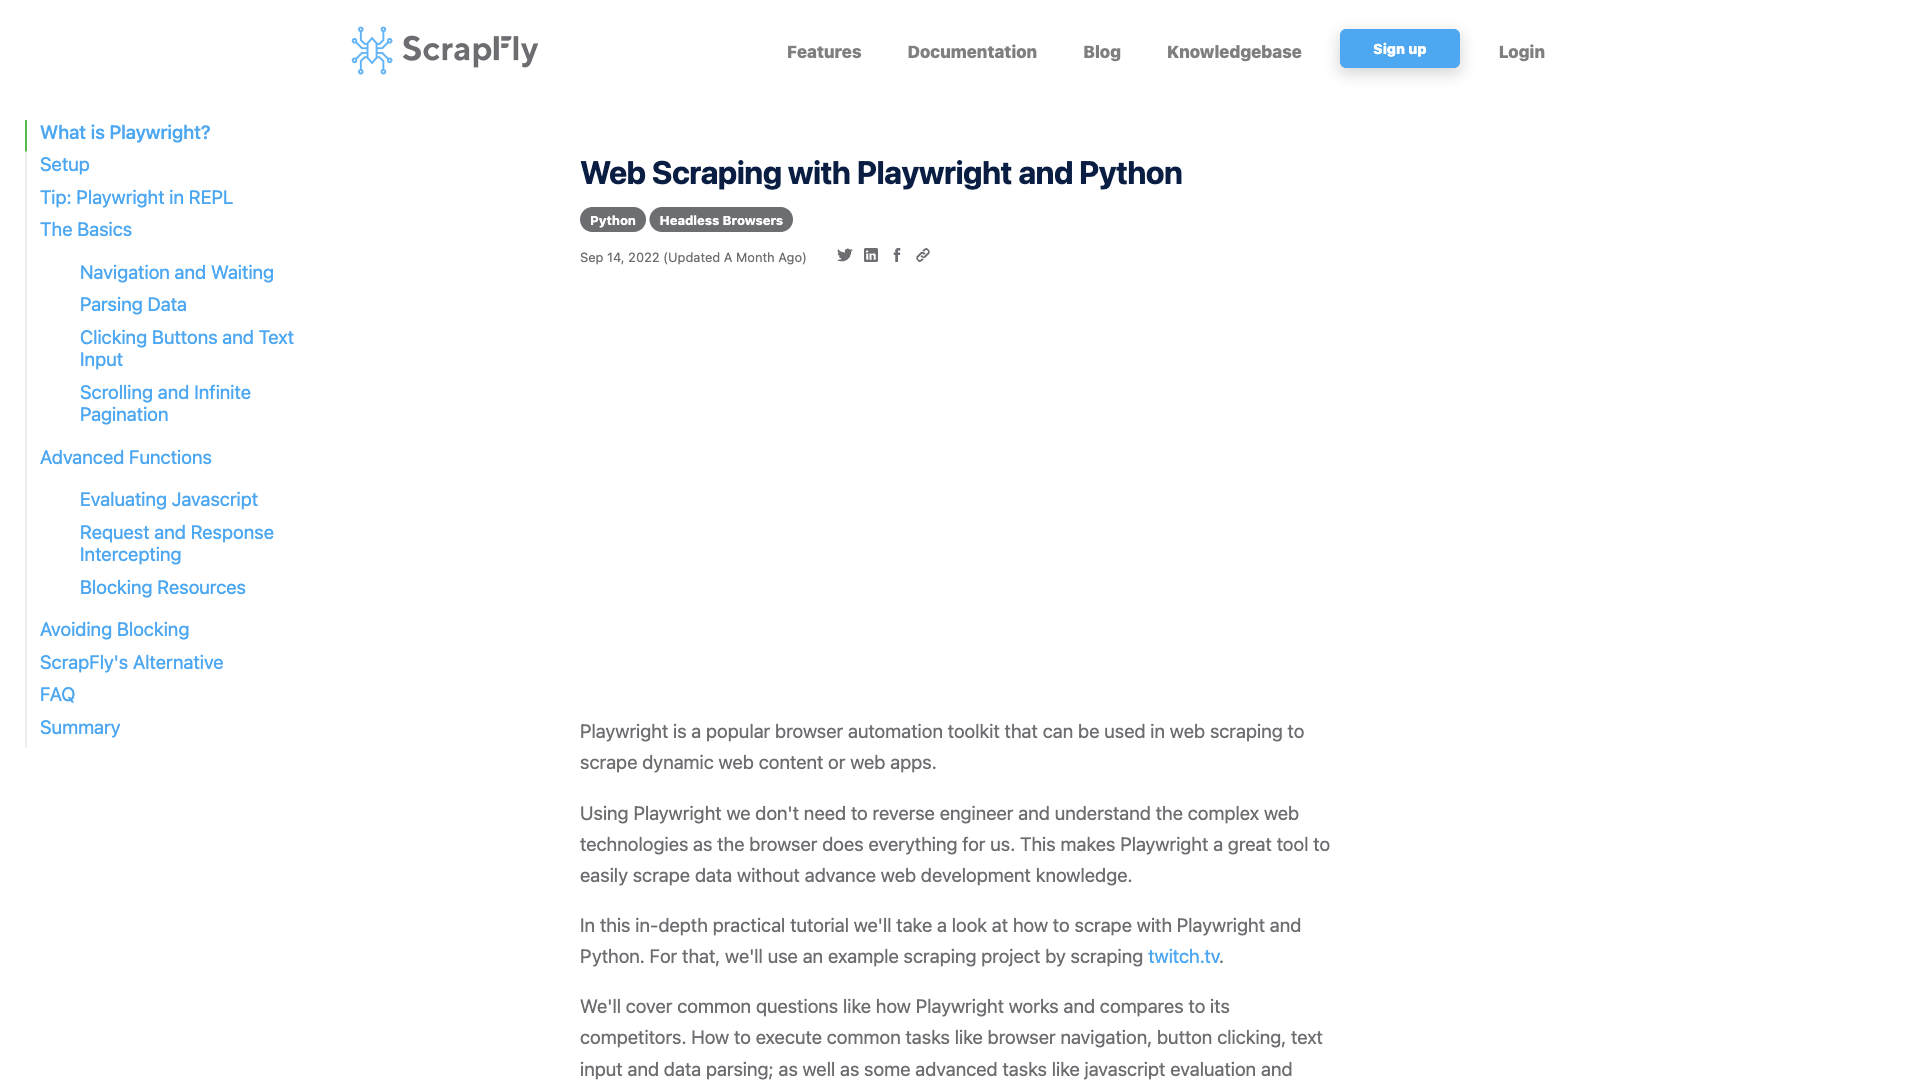 ScrapFly
Features
Documentation
Blog
Knowledgebase
Sign up
Login
What is Playwright?
Setup
Tip: Playwright in REPL
The Basics
Navigation and Waiting
Parsing Data
Clicking Buttons and Text
Input
Scrolling and Infinite
Pagination
Advanced Functions
Evaluating Javascript
Request and Response
Intercepting
Blocking Resources
Avoiding Blocking
ScrapFly's Alternative
FAQ
Summary
Web Scraping with Playwright and Python
Python Headless Browsers
Sep 14, 2022 (Updated A Month Ago)
Playwright is a popular browser automation toolkit that can be used in web scraping to
scrape dynamic web content or web apps.
Using Playwright we don't need to reverse engineer and understand the complex web
technologies as the browser does everything for us. This makes Playwright a great tool to
easily scrape data without advance web development knowledge.
In this in-depth practical tutorial we'll take a look at how to scrape with Playwright and
Python. For that, we'll use an example scraping project by scraping twitch.tv.
We'll cover common questions like how Playwright works and compares to its
competitors. How to execute common tasks like browser navigation, button clicking, text
input and data parsing; as well as some advanced tasks like javascript evaluation and